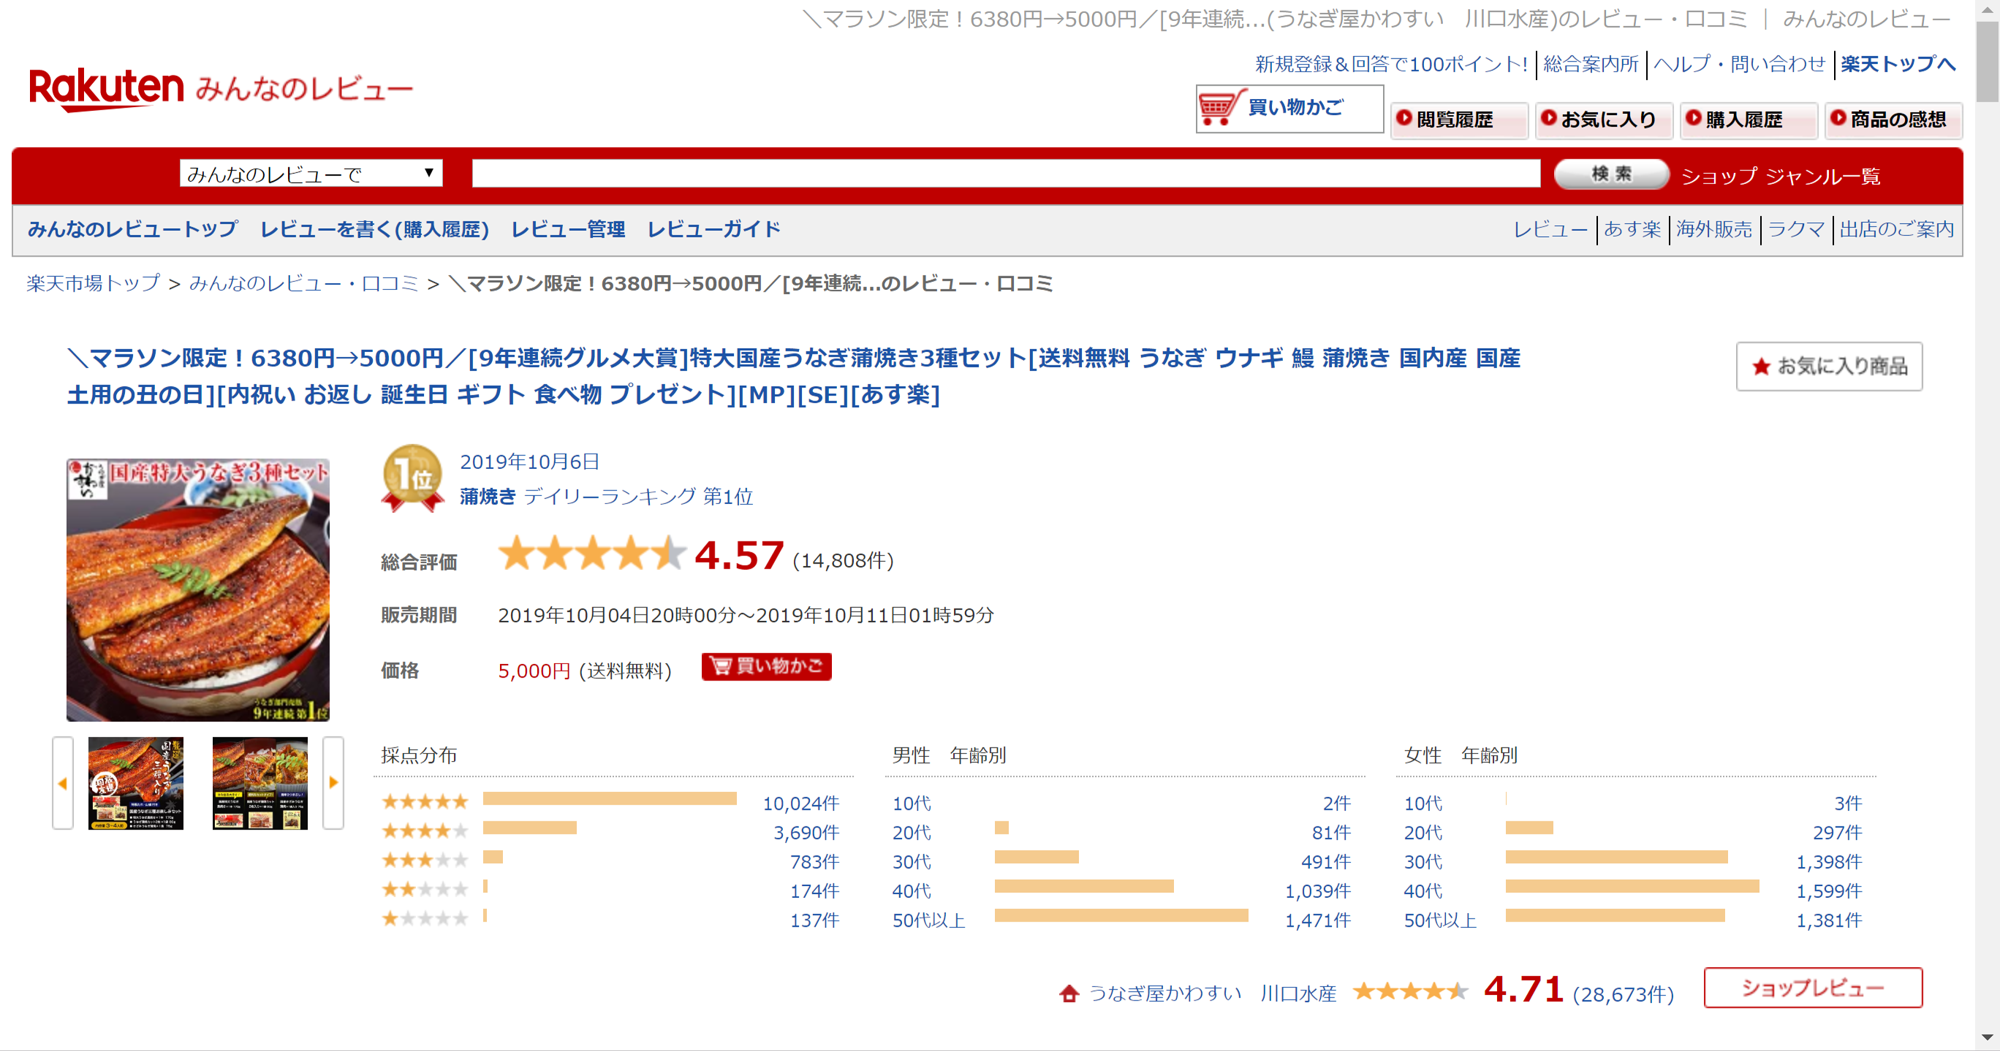 ＼マラソン限定！6380円→5000円／[9年連続...(うなぎ屋かわすい　川口水産)のレビュー・口コミ ｜ みんなのレビュー
新規登録＆回答で100ポイント!
総合案内所
ヘルプ・問い合わせ
楽天トップへ
Rakuten みんなのレビュー
買い物かご
閲覧履歴
お気に入り
購入履歴
商品の感想
みんなのレビューで
検索
ショップ ジャンル一覧
みんなのレビュートップ
レビューを書く(購入履歴)
レビュー管理
レビューガイド
レビュー
あす楽
海外販売
ラクマ
出店のご案内
楽天市場トップ > みんなのレビュー・口コミ > ＼マラソン限定！6380円→5000円／[9年連続...のレビュー・口コミ
＼マラソン限定！6380円→5000円／[9年連続グルメ大賞]特大国産うなぎ蒲焼き3種セット[送料無料 うなぎ ウナギ 鰻 蒲焼き 国内産 国産
土用の丑の日][内祝い お返し 誕生日 ギフト 食べ物 プレゼント][MP][SE][あす楽]
★ お気に入り商品
国産特大うなぎ3種セット
9年連続第1位
1位
2019年10月6日
蒲焼き デイリーランキング 第1位
総合評価
4.57 (14,808件)
販売期間
2019年10月04日20時00分～2019年10月11日01時59分
価格
5,000円 (送料無料)
買い物かご
採点分布
10,024件
3,690件
783件
174件
137件
男性　年齢別
10代 2件
20代 81件
30代 491件
40代 1,039件
50代以上 1,471件
女性　年齢別
10代 3件
20代 297件
30代 1,398件
40代 1,599件
50代以上 1,381件
うなぎ屋かわすい　川口水産
4.71 (28,673件)
ショップレビュー